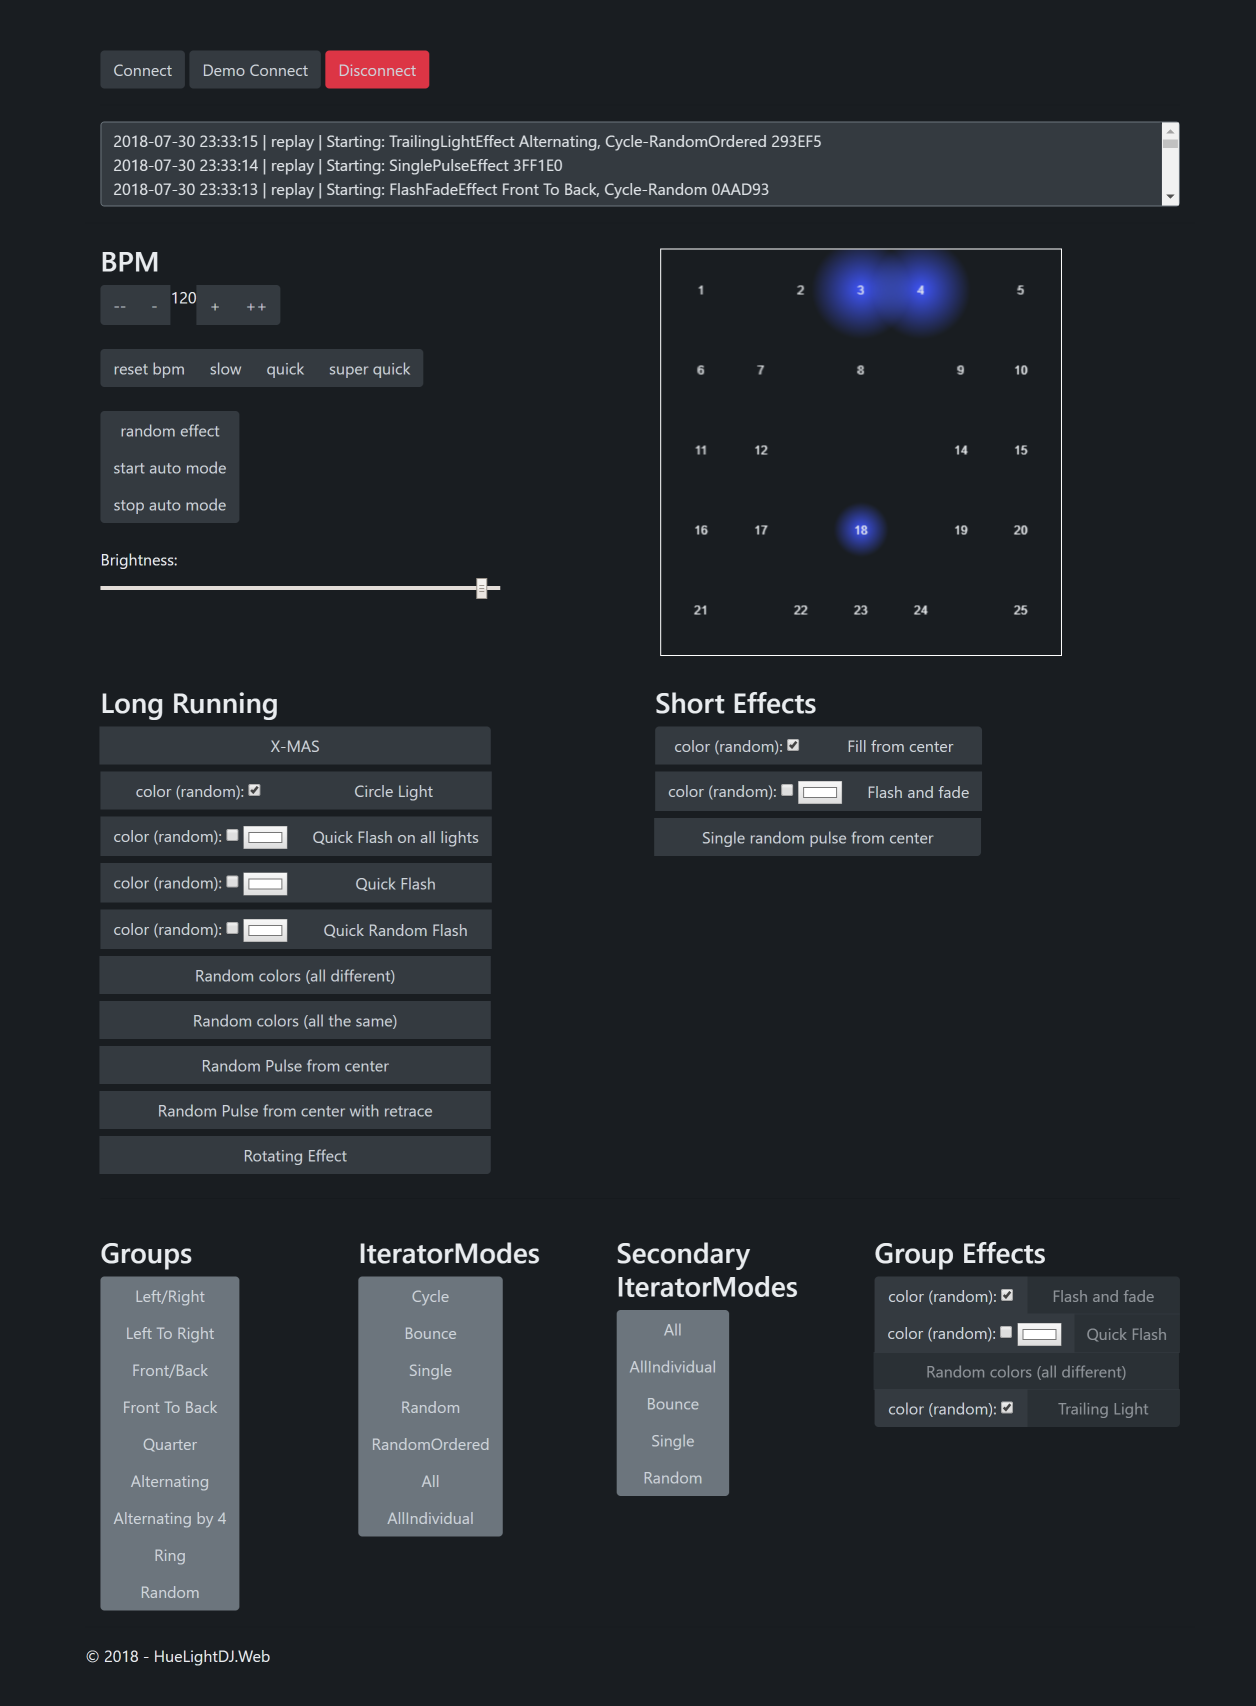 Connect Demo Connect Disconnect
2018-07-30 23:33:15 | replay | Starting: TrailingLightEffect Alternating, Cycle-RandomOrdered 293EF5
2018-07-30 23:33:14 | replay | Starting: SinglePulseEffect 3FF1E0
2018-07-30 23:33:13 | replay | Starting: FlashFadeEffect Front To Back, Cycle-Random 0AAD93
BPM
-- - 120 + ++
reset bpm slow quick super quick
random effect
start auto mode
stop auto mode
Brightness:
1 2 3 4 5
6 7 8 9 10
11 12 14 15
16 17 18 19 20
21 22 23 24 25
Long Running
X-MAS
color (random): Circle Light
color (random): Quick Flash on all lights
color (random): Quick Flash
color (random): Quick Random Flash
Random colors (all different)
Random colors (all the same)
Random Pulse from center
Random Pulse from center with retrace
Rotating Effect
Short Effects
color (random): Fill from center
color (random): Flash and fade
Single random pulse from center
Groups
Left/Right
Left To Right
Front/Back
Front To Back
Quarter
Alternating
Alternating by 4
Ring
Random
IteratorModes
Cycle
Bounce
Single
Random
RandomOrdered
All
AllIndividual
Secondary
IteratorModes
All
AllIndividual
Bounce
Single
Random
Group Effects
color (random): Flash and fade
color (random): Quick Flash
Random colors (all different)
color (random): Trailing Light
© 2018 - HueLightDJ.Web